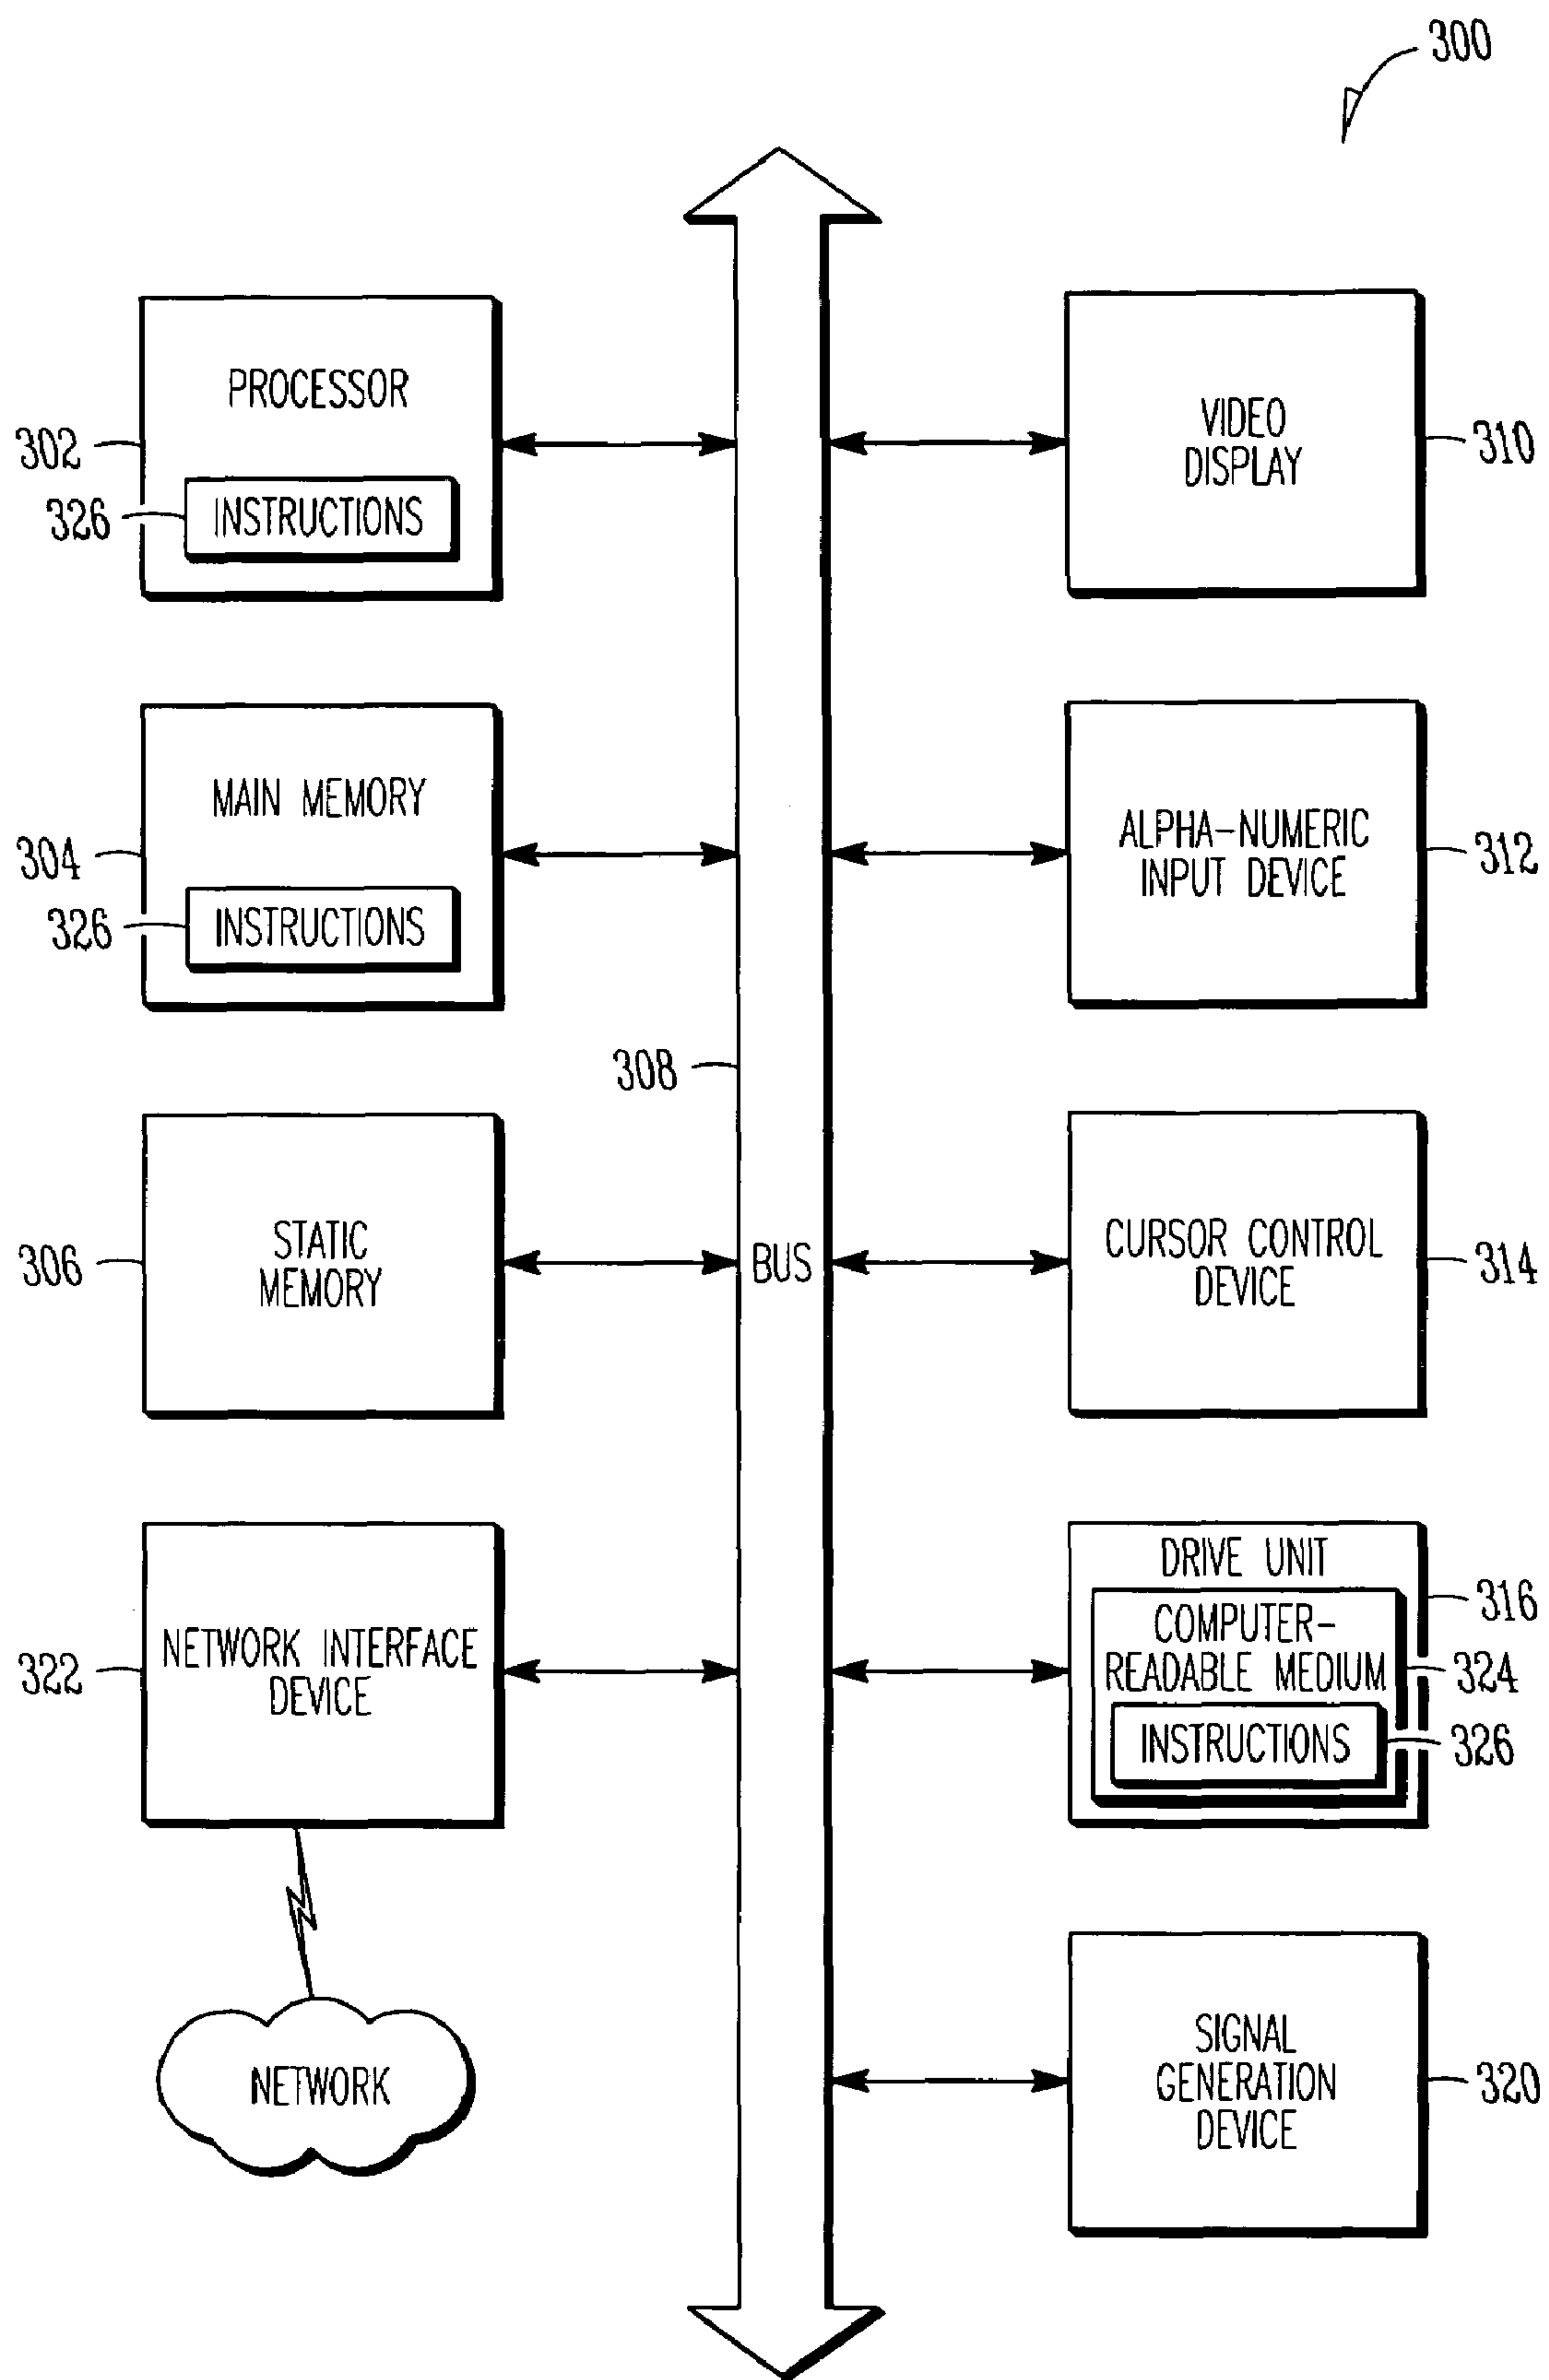 300
PROCESSOR
302
326
INSTRUCTIONS
MAIN MEMORY
304
326
INSTRUCTIONS
308
STATIC
MEMORY
306
BUS
NETWORK INTERFACE
DEVICE
322
NETWORK
VIDEO
DISPLAY
310
ALPHA-NUMERIC
INPUT DEVICE
312
CURSOR CONTROL
DEVICE
314
DRIVE UNIT
316
COMPUTER-
READABLE MEDIUM
324
INSTRUCTIONS
326
SIGNAL
GENERATION
DEVICE
320